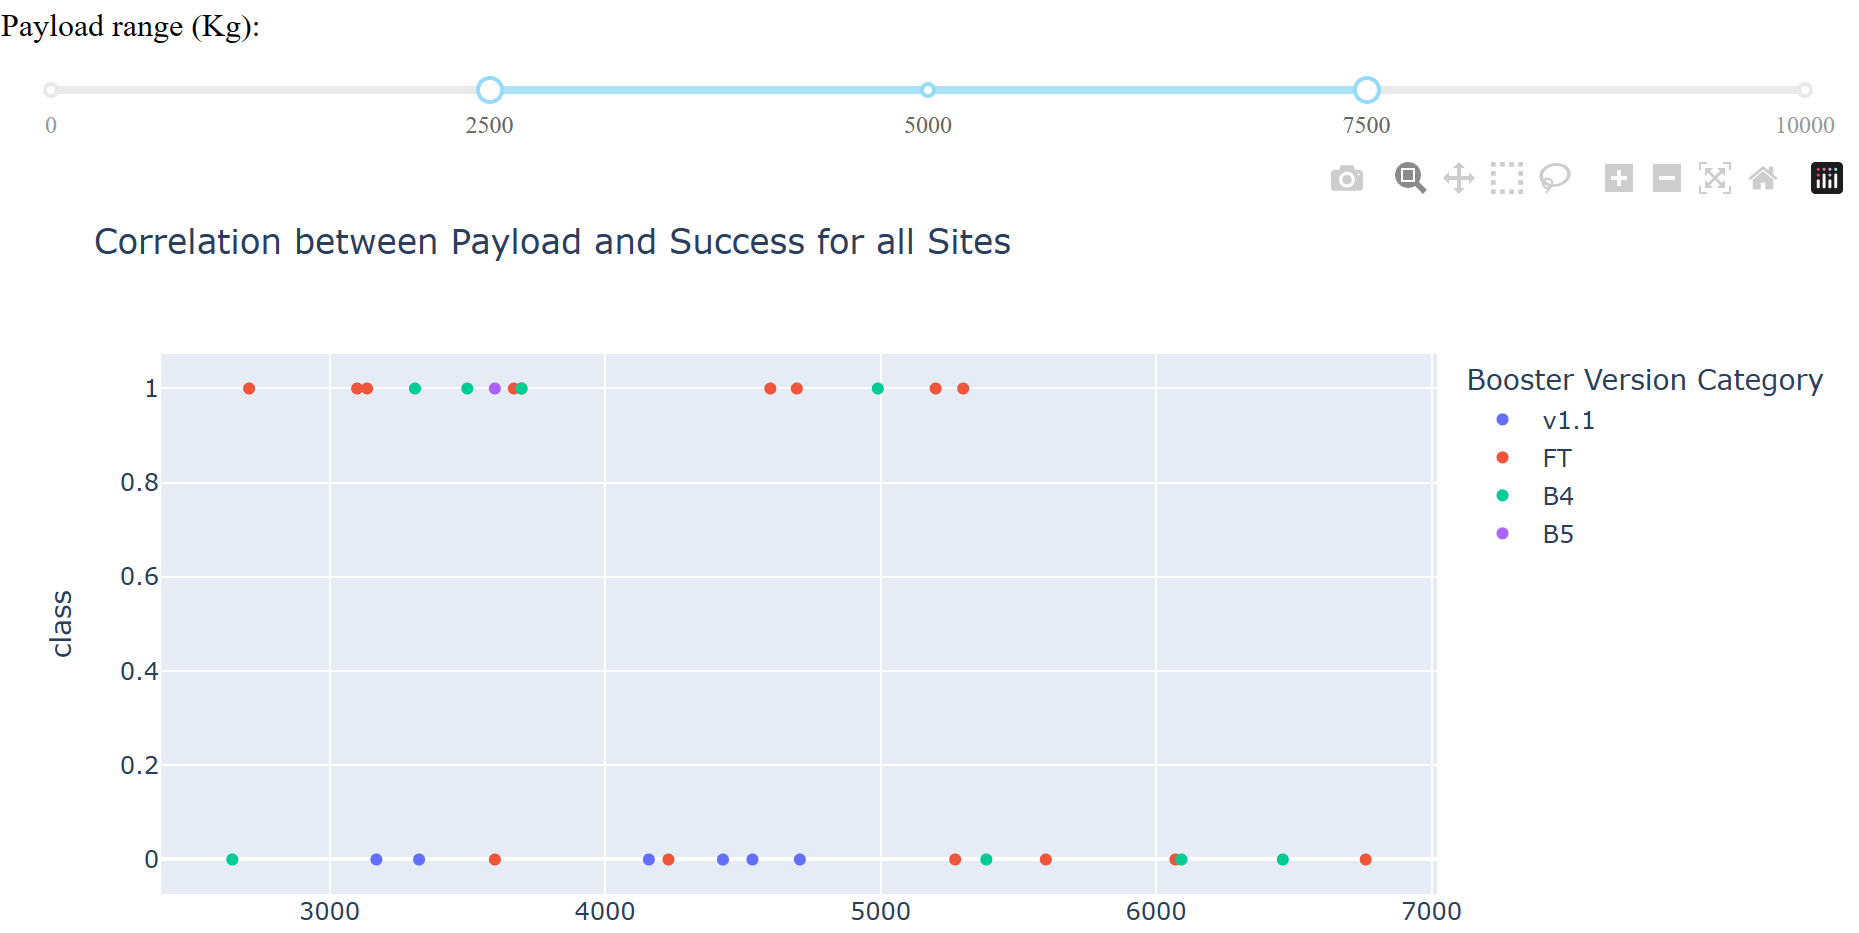 Payload range (Kg):
0 2500 5000 7500 10000
Correlation between Payload and Success for all Sites
1
0.8
0.6
0.4
0.2
0
class
3000 4000 5000 6000 7000
Booster Version Category
v1.1
FT
B4
B5